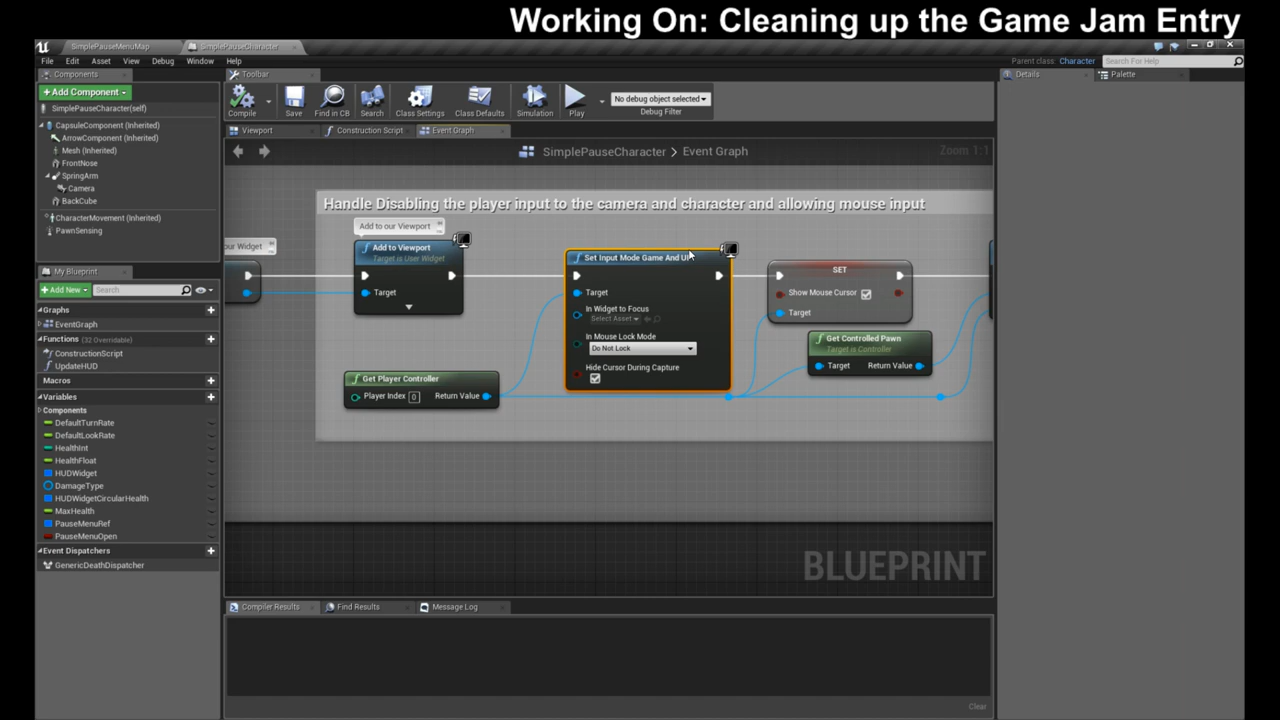 Working On: Cleaning up the Game Jam Entry
SimplePauseMenuMap
SimplePauseCharacter
File Edit Asset View Debug Window Help
Parent class: Character
Search For Help
Components
Add Component
SimplePauseCharacter(self)
CapsuleComponent (Inherited)
ArrowComponent (Inherited)
Mesh (Inherited)
FrontNose
SpringArm
Camera
BackCube
CharacterMovement (Inherited)
PawnSensing
My Blueprint
Add New
Search
Graphs
EventGraph
Functions (32 Overridable)
ConstructionScript
UpdateHUD
Macros
Variables
Components
DefaultTurnRate
DefaultLookRate
HealthInt
HealthFloat
HUDWidget
DamageType
HUDWidgetCircularHealth
MaxHealth
PauseMenuRef
PauseMenuOpen
Event Dispatchers
GenericDeathDispatcher
Toolbar
Compile
Save
Find in CB
Search
Class Settings
Class Defaults
Simulation
Play
No debug object selected
Debug Filter
Viewport
Construction Script
Event Graph
SimplePauseCharacter > Event Graph
Zoom 1:1
Handle Disabling the player input to the camera and character and allowing mouse input
our Widget
Add to our Viewport
Add to Viewport
Target is User Widget
Target
Get Player Controller
Player Index 0
Return Value
Set Input Mode Game And UI
Target
In Widget to Focus
Select Asset
In Mouse Lock Mode
Do Not Lock
Hide Cursor During Capture
SET
Show Mouse Cursor
Target
Get Controlled Pawn
Target is Controller
Target
Return Value
BLUEPRINT
Compiler Results
Find Results
Message Log
Clear
Details
Palette